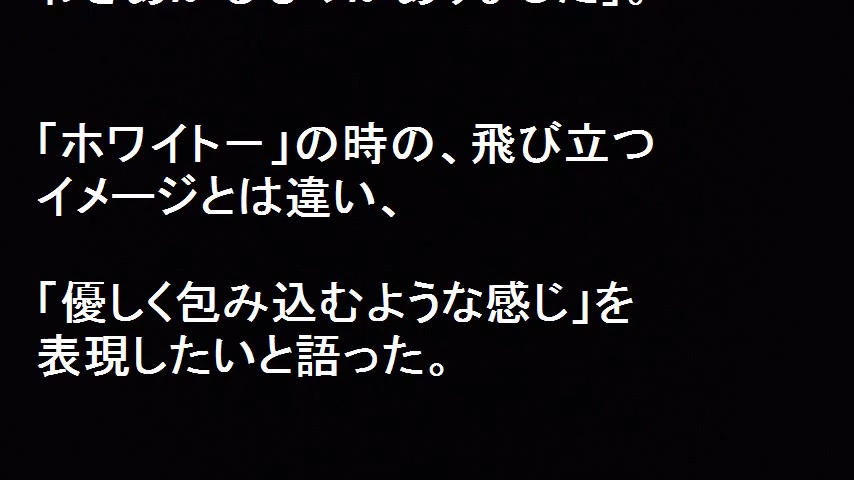 「ホワイトー」の時の、飛び立つ
イメージとは違い、
「優しく包み込むような感じ」を
表現したいと語った。